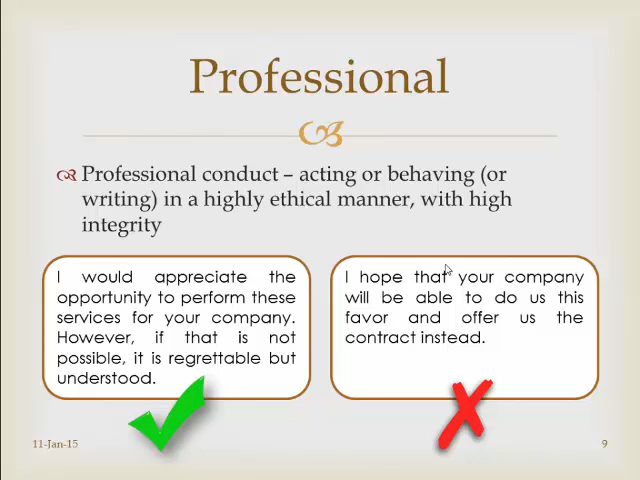 Professional
Professional conduct – acting or behaving (or
writing) in a highly ethical manner, with high
integrity
I would appreciate the
opportunity to perform these
services for your company.
However, if that is not
possible, it is regrettable but
understood.
I hope that your company
will be able to do us this
favor and offer us the
contract instead.
11-Jan-15
9